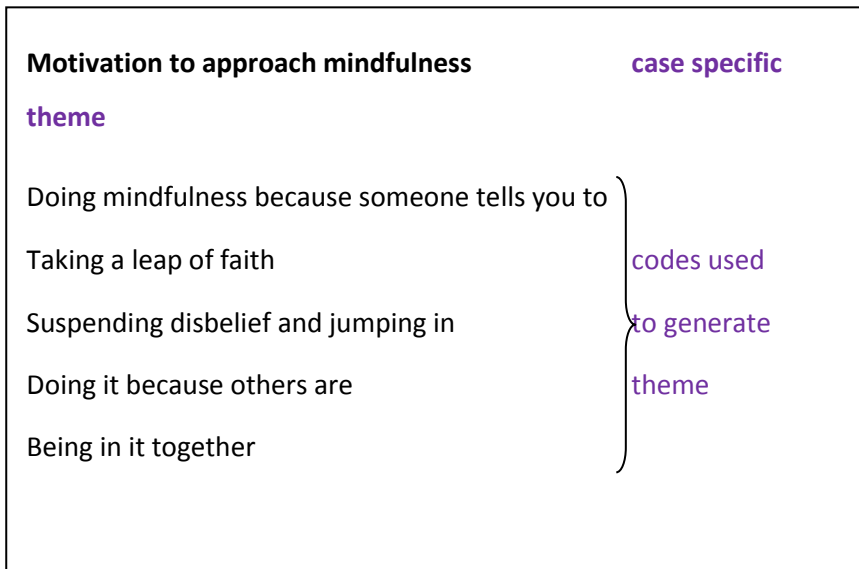 Motivation to approach mindfulness case specific
theme
Doing mindfulness because someone tells you to
Taking a leap of faith codes used
Suspending disbelief and jumping in to generate
Doing it because others are theme
Being in it together